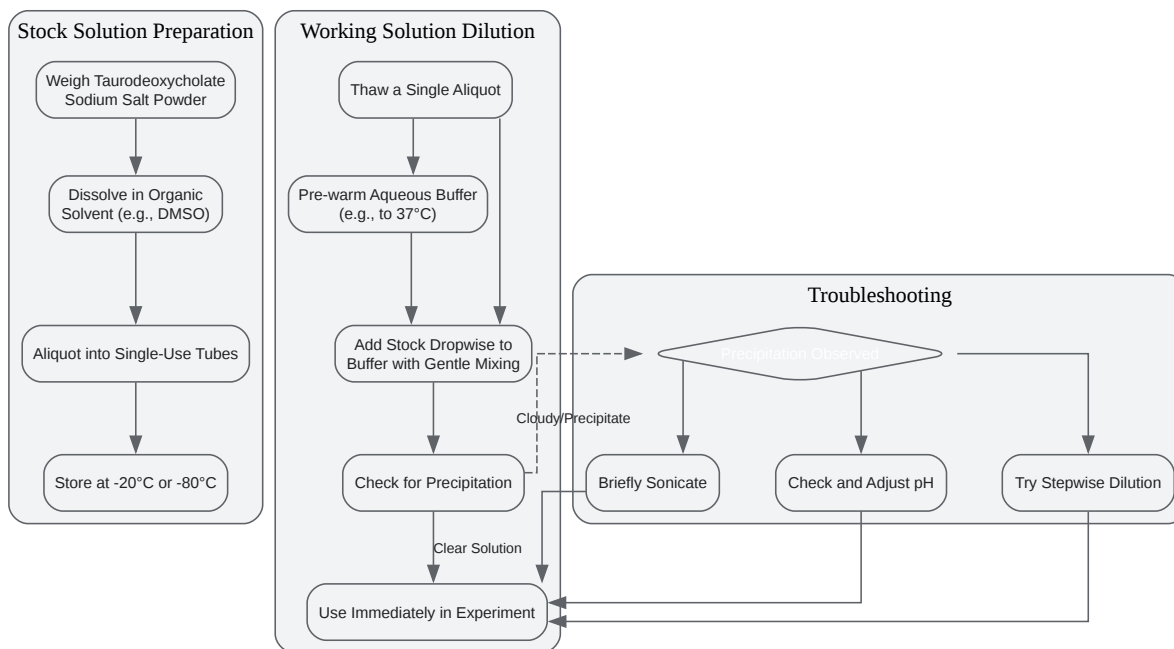 Stock Solution Preparation
Weigh Taurodeoxycholate
Sodium Salt Powder
Dissolve in Organic
Solvent (e.g., DMSO)
Aliquot into Single-Use Tubes
Store at -20°C or -80°C
Working Solution Dilution
Thaw a Single Aliquot
Pre-warm Aqueous Buffer
(e.g., to 37°C)
Add Stock Dropwise to
Buffer with Gentle Mixing
Cloudy/Precipitate
Check for Precipitation
Clear Solution
Use Immediately in Experiment
Troubleshooting
Precipitation Observed
Briefly Sonicate
Check and Adjust pH
Try Stepwise Dilution